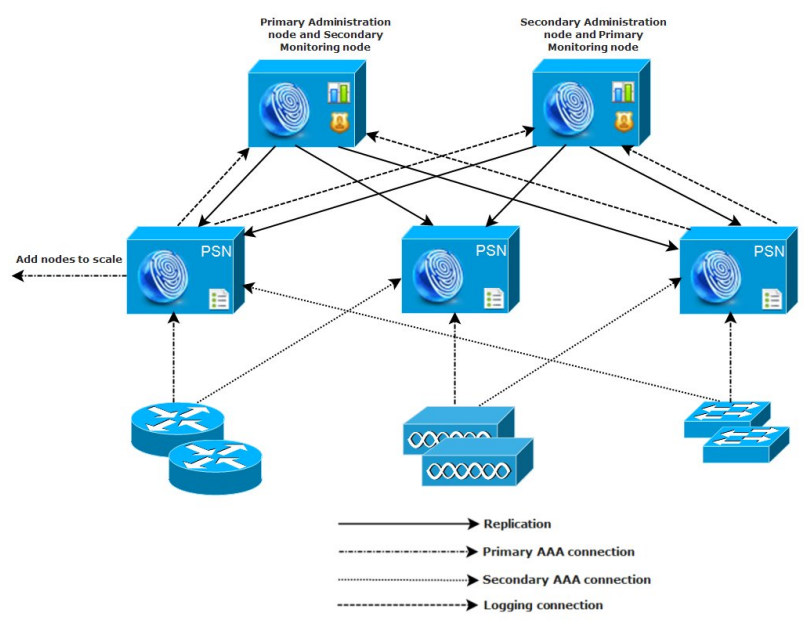 Primary Administration
node and Secondary
Monitoring node
Secondary Administration
node and Primary
Monitoring node
PSN
PSN
PSN
Add nodes to scale
Replication
Primary AAA connection
Secondary AAA connection
Logging connection